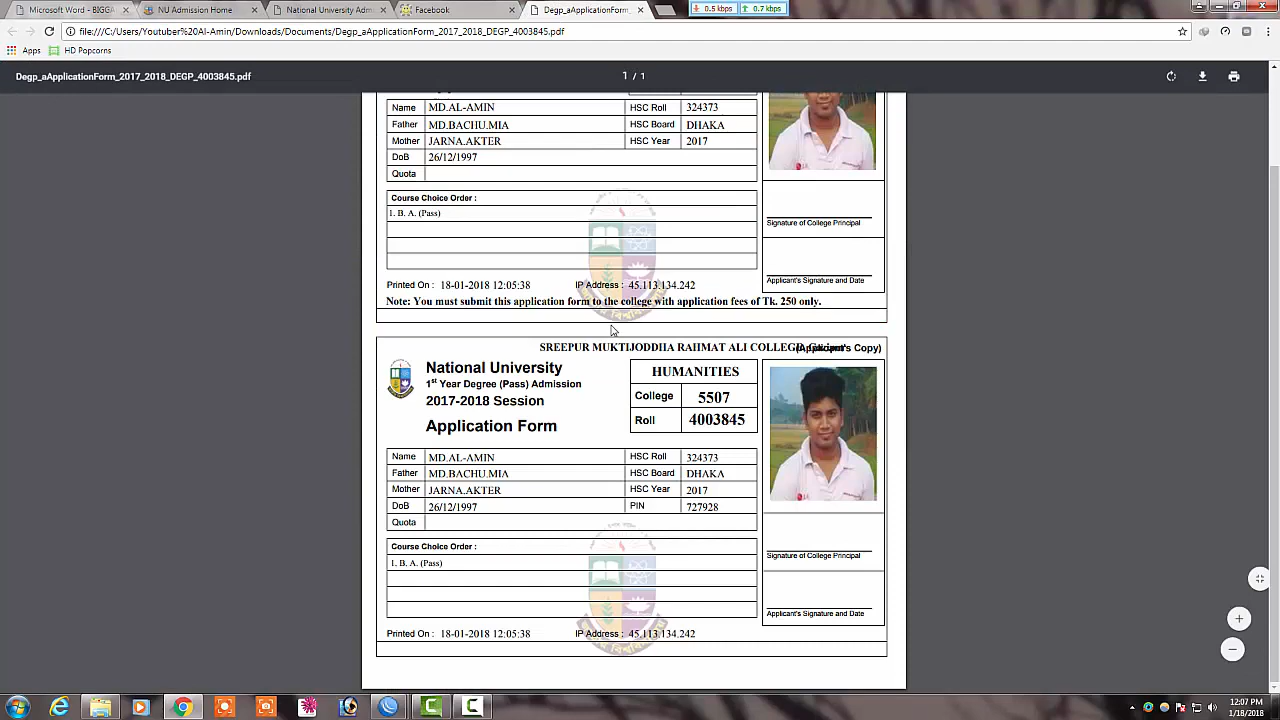 Microsoft Word - BIGGA
NU Admission Home
National University Adm
Facebook
Degp_aApplicationForm_
0.5 kbps
0.7 kbps
file:///C:/Users/Youtuber%20Al-Amin/Downloads/Documents/Degp_aApplicationForm_2017_2018_DEGP_4003845.pdf
Apps
HD Popcorns
Degp_aApplicationForm_2017_2018_DEGP_4003845.pdf
1 / 1
Name MD.AL-AMIN HSC Roll 324373
Father MD.BACHU.MIA HSC Board DHAKA
Mother JARNA.AKTER HSC Year 2017
DoB 26/12/1997
Quota
Course Choice Order :
1. B. A. (Pass)
Signature of College Principal
Applicant's Signature and Date
Printed On : 18-01-2018 12:05:38 IP Address : 45.113.134.242
Note: You must submit this application form to the college with application fees of Tk. 250 only.
SREEPUR MUKTIJODDHA RAHMAT ALI COLLEGE (Applicant's Copy)
National University
1st Year Degree (Pass) Admission
2017-2018 Session
Application Form
HUMANITIES
College 5507
Roll 4003845
Name MD.AL-AMIN HSC Roll 324373
Father MD.BACHU.MIA HSC Board DHAKA
Mother JARNA.AKTER HSC Year 2017
DoB 26/12/1997 PIN 727928
Quota
Course Choice Order :
1. B. A. (Pass)
Signature of College Principal
Applicant's Signature and Date
Printed On : 18-01-2018 12:05:38 IP Address : 45.113.134.242
12:07 PM
1/18/2018